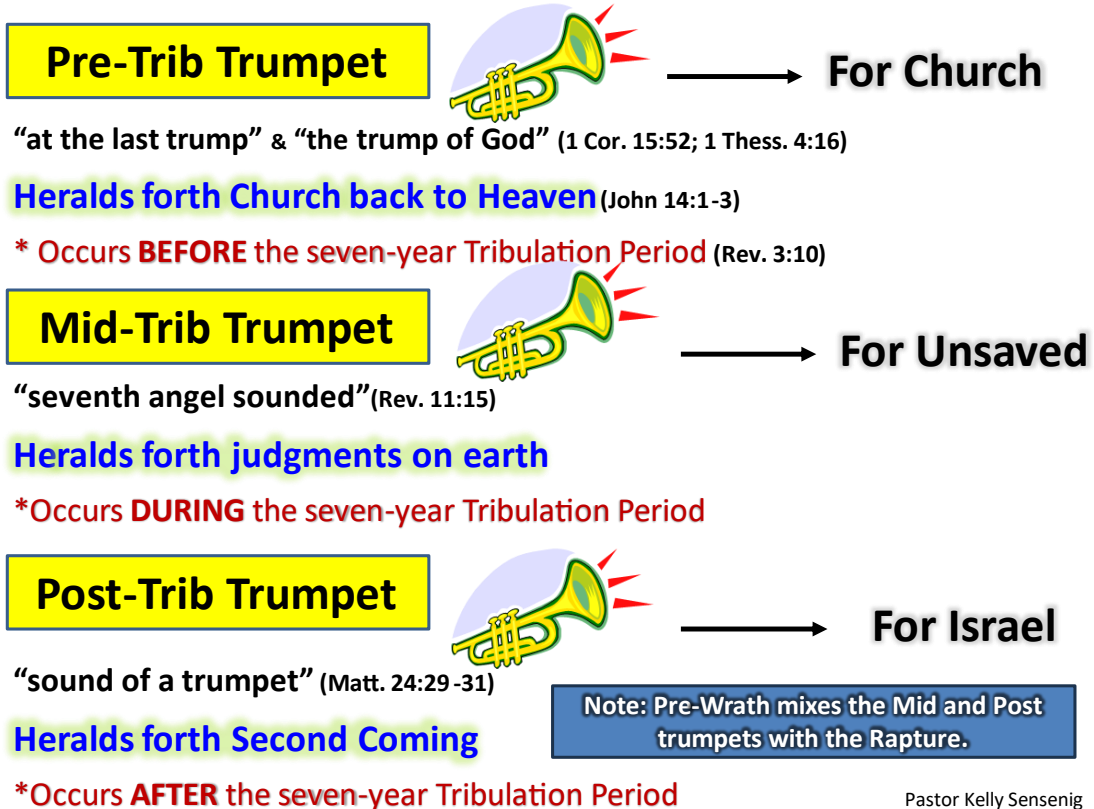 Pre-Trib Trumpet
For Church
“at the last trump” & “the trump of God” (1 Cor. 15:52; 1 Thess. 4:16)
Heralds forth Church back to Heaven (John 14:1-3)
* Occurs BEFORE the seven-year Tribulation Period (Rev. 3:10)
Mid-Trib Trumpet
For Unsaved
“seventh angel sounded”(Rev. 11:15)
Heralds forth judgments on earth
*Occurs DURING the seven-year Tribulation Period
Post-Trib Trumpet
For Israel
“sound of a trumpet” (Matt. 24:29-31)
Note: Pre-Wrath mixes the Mid and Post
trumpets with the Rapture.
Heralds forth Second Coming
*Occurs AFTER the seven-year Tribulation Period
Pastor Kelly Sensenig